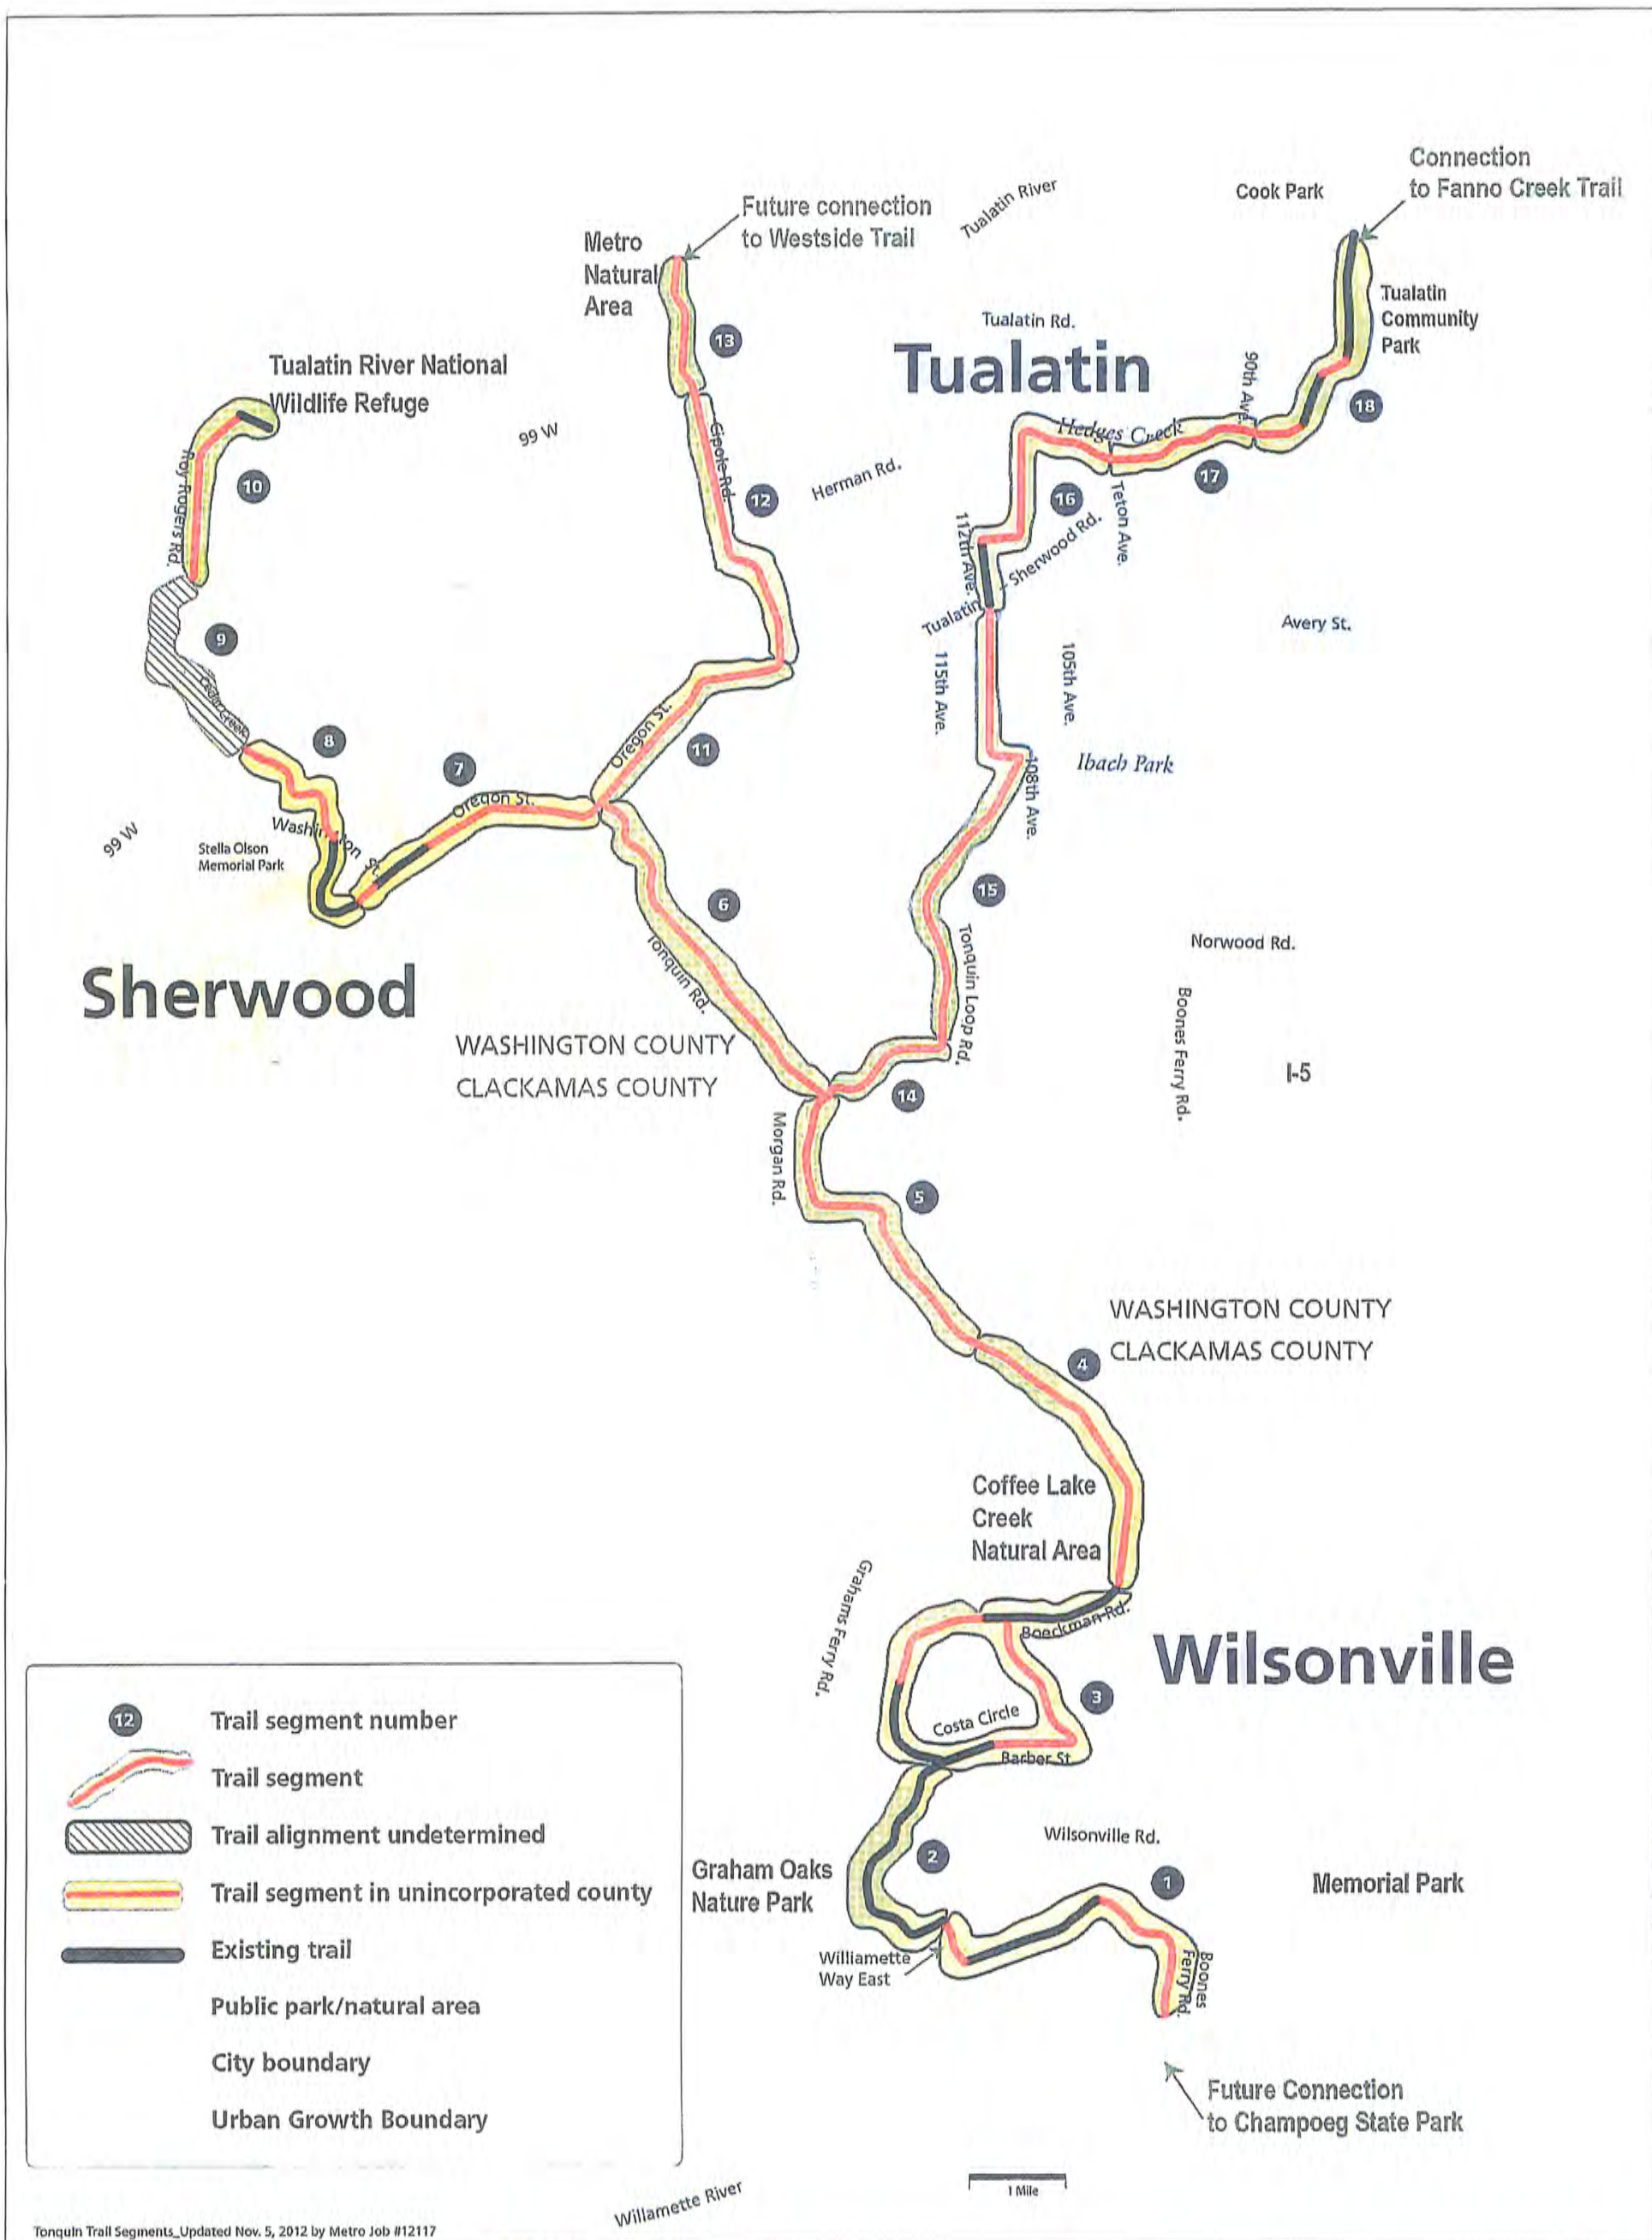 Connection
to Fanno Creek Trail
Cook Park
Tualatin River
Future connection
to Westside Trail
Metro
Natural
Area
Tualatin
Community
Park
Tualatin Rd.
Tualatin
13
Tualatin River National
Wildlife Refuge
90th Ave.
18
99 W
Cipole Rd.
Hedges Creek
Herman Rd.
17
10
12
16
Roy Rogers Rd.
Teton Ave.
112th Ave.
Tualatin Sherwood Rd.
Avery St.
9
115th Ave.
105th Ave.
Cedar Creek
8
7
Oregon St.
11
Ibach Park
108th Ave.
Oregon St.
Washington St.
99 W
Stella Olson
Memorial Park
15
6
Tonquin Rd.
Tonquin Loop Rd.
Norwood Rd.
Sherwood
Boones Ferry Rd.
WASHINGTON COUNTY
CLACKAMAS COUNTY
I-5
14
Morgan Rd.
5
WASHINGTON COUNTY
CLACKAMAS COUNTY
4
Coffee Lake
Creek
Natural Area
Grahams Ferry Rd.
Boeckman Rd.
Wilsonville
3
Costa Circle
Barber St
12 Trail segment number
Trail segment
Trail alignment undetermined
Trail segment in unincorporated county
Existing trail
Public park/natural area
City boundary
Urban Growth Boundary
Wilsonville Rd.
2
Graham Oaks
Nature Park
1
Memorial Park
Williamette
Way East
Boones
Ferry Rd.
Future Connection
to Champoeg State Park
1 Mile
Willamette River
Tonquin Trail Segments_Updated Nov. 5, 2012 by Metro Job #12117